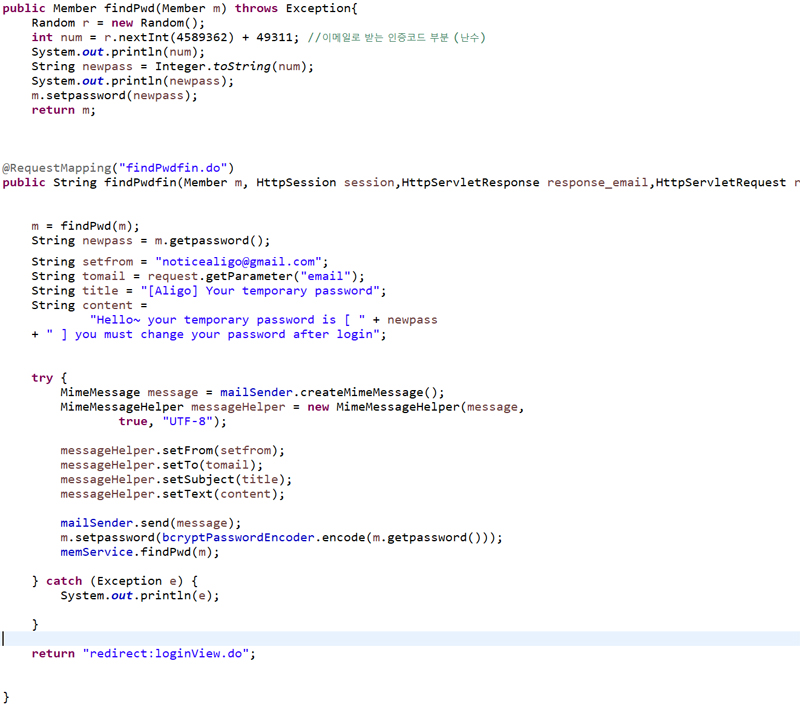 public Member findPwd(Member m) throws Exception{
    Random r = new Random();
    int num = r.nextInt(4589362) + 49311; //이메일로 받는 인증코드 부분 (난수)
    System.out.println(num);
    String newpass = Integer.toString(num);
    System.out.println(newpass);
    m.setpassword(newpass);
    return m;
@RequestMapping("findPwdfin.do")
public String findPwdfin(Member m, HttpSession session,HttpServletResponse response_email,HttpServletRequest r
    m = findPwd(m);
    String newpass = m.getpassword();
    String setfrom = "noticealigo@gmail.com";
    String tomail = request.getParameter("email");
    String title = "[Aligo] Your temporary password";
    String content =
            "Hello~ your temporary password is [ " + newpass
    + " ] you must change your password after login";
    try {
        MimeMessage message = mailSender.createMimeMessage();
        MimeMessageHelper messageHelper = new MimeMessageHelper(message,
                true, "UTF-8");
        messageHelper.setFrom(setfrom);
        messageHelper.setTo(tomail);
        messageHelper.setSubject(title);
        messageHelper.setText(content);
        mailSender.send(message);
        m.setpassword(bcryptPasswordEncoder.encode(m.getpassword()));
        memService.findPwd(m);
    } catch (Exception e) {
        System.out.println(e);
    }
    return "redirect:loginView.do";
}